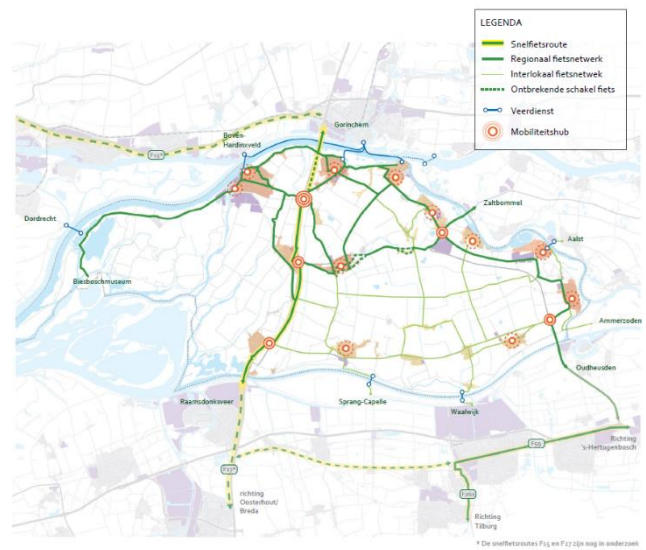 LEGENDA
Snelfietsroute
Regionaal fietsnetwerk
Interlokaal fietsnetwek
Ontbrekende schakel fiets
Veerdienst
Mobiliteitshub
Gorinchem
Boven-
Hardinxveld
F15*
Dordrecht
Zaltbommel
Aalst
Biesboschmuseum
Ammerzoden
Oudheusden
Raamsdonksveer
Sprang-Capelle
Waalwijk
Richting
's-Hertogenbosch
F59
F27*
richting
Oosterhout/
Breda
F261
Richting
Tilburg
* De snelfietsroutes F15 en F27 zijn nog in onderzoek